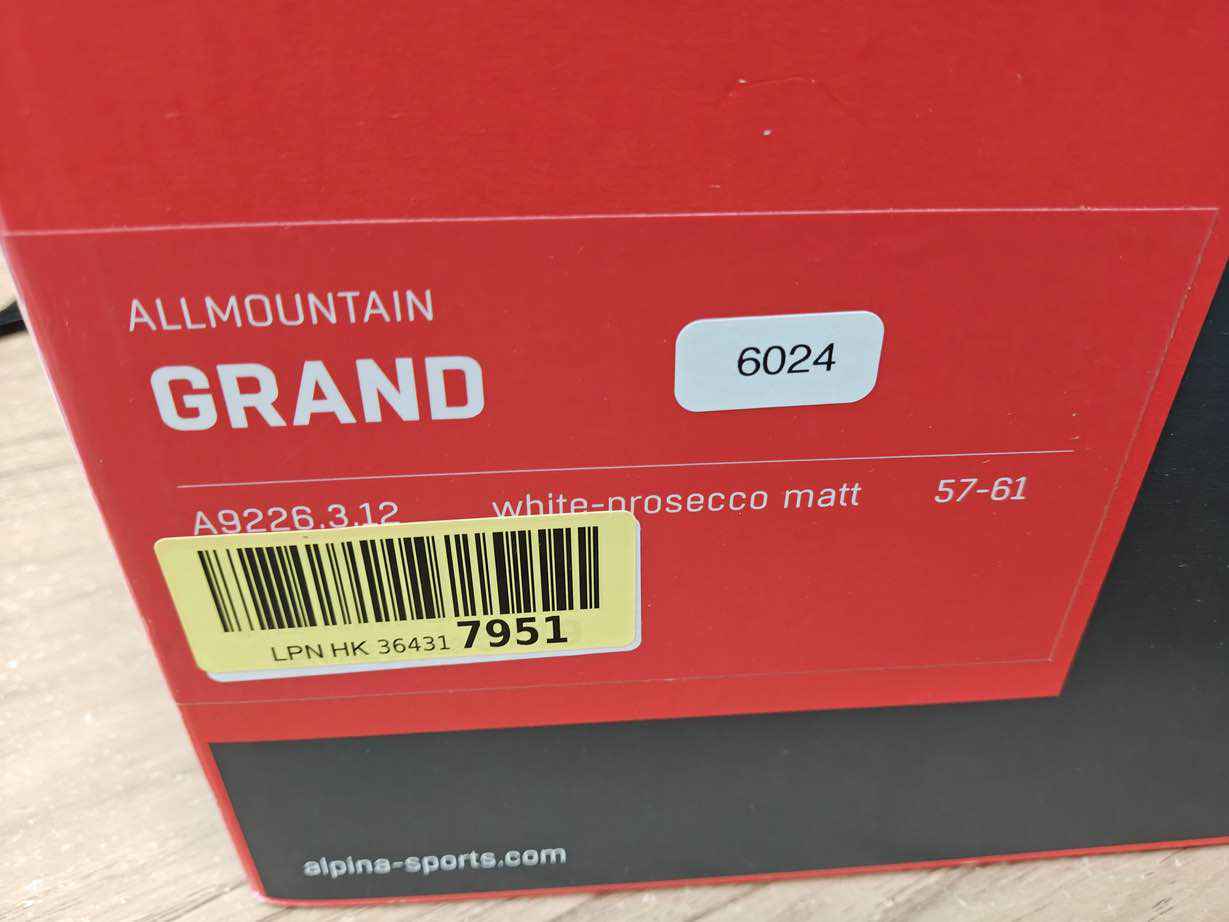 ALLMOUNTAIN
GRAND
6024
A9226.3.12 white-prosecco matt 57-61
LPN HK 36431 7951
alpina-sports.com